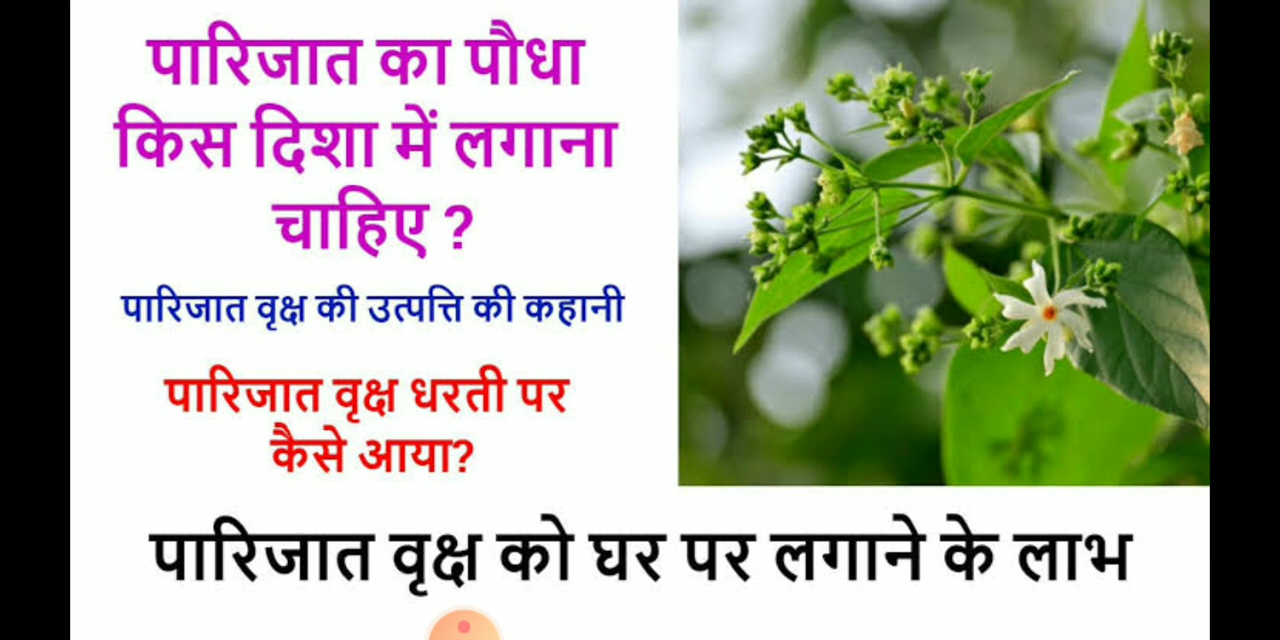 पारिजात का पौधा
किस दिशा में लगाना
चाहिए ?
पारिजात वृक्ष की उत्पत्ति की कहानी
पारिजात वृक्ष धरती पर
कैसे आया?
पारिजात वृक्ष को घर पर लगाने के लाभ